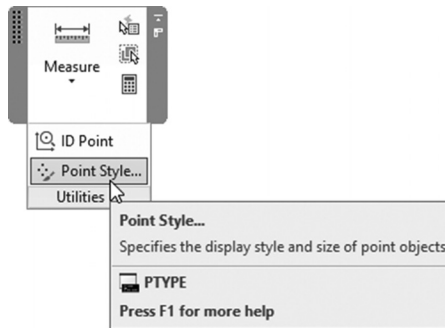 Measure
ID Point
Point Style...
Utilities
Point Style...
Specifies the display style and size of point objects
PTYPE
Press F1 for more help